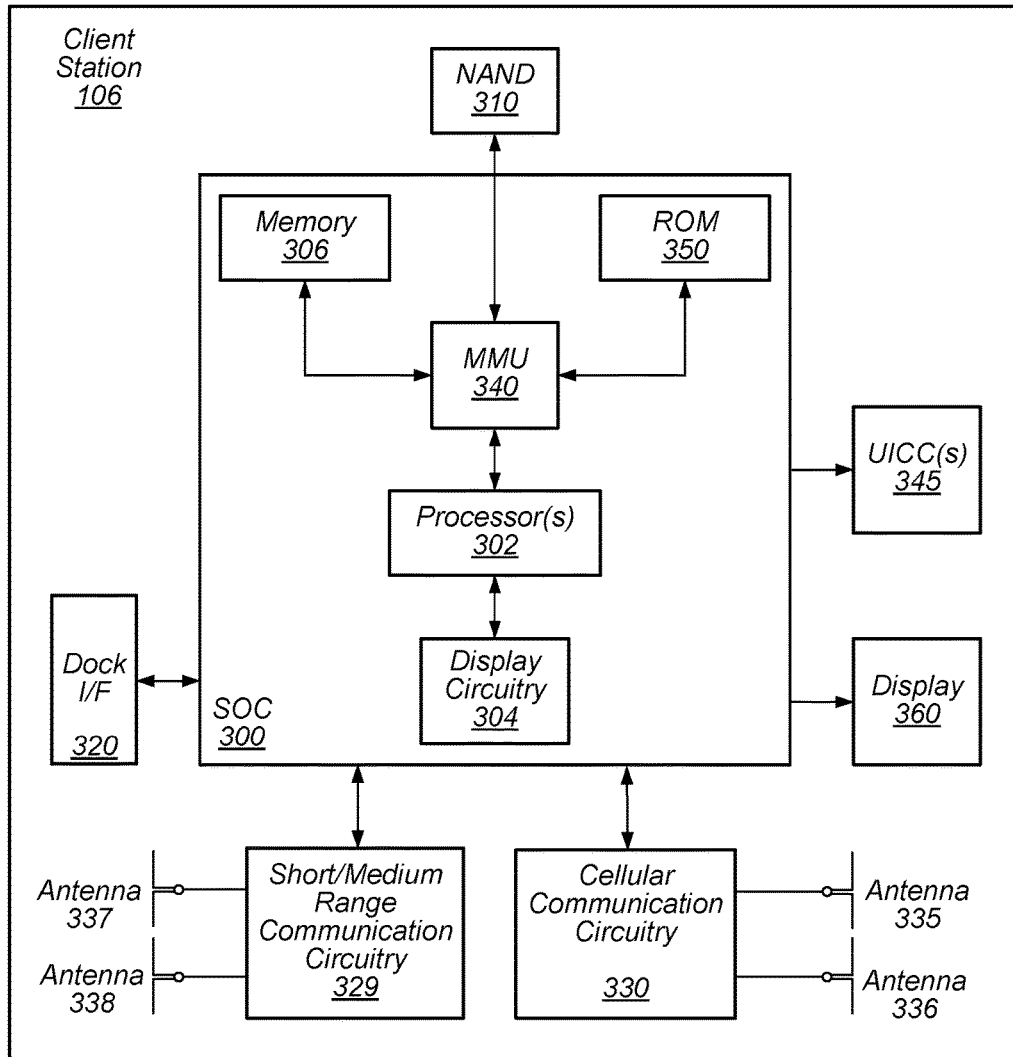 Client
Station
106
NAND
310
Memory
306
ROM
350
MMU
340
UICC(s)
345
Processor(s)
302
Dock
I/F
320
Display
Circuitry
304
SOC
300
Display
360
Antenna
337
Antenna
338
Short/Medium
Range
Communication
Circuitry
329
Cellular
Communication
Circuitry
330
Antenna
335
Antenna
336